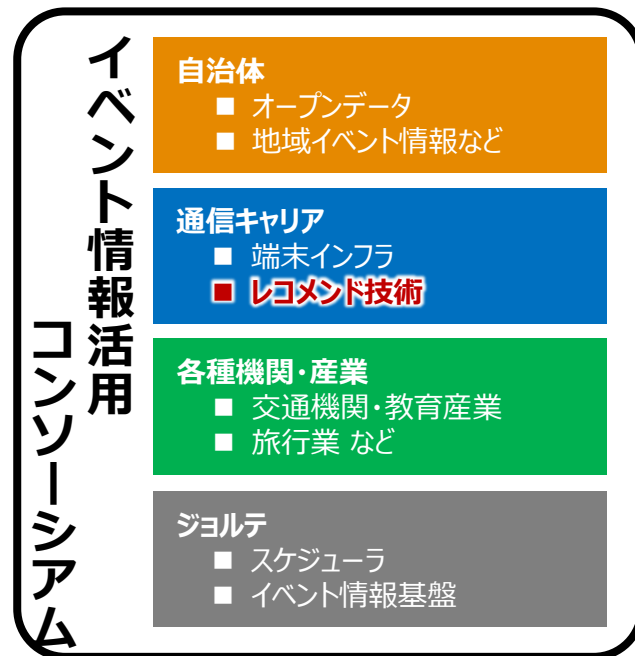 イベント情報活用
コンソーシアム
自治体
■ オープンデータ
■ 地域イベント情報など
通信キャリア
■ 端末インフラ
■ レコメンド技術
各種機関・産業
■ 交通機関・教育産業
■ 旅行業 など
ジョルテ
■ スケジューラ
■ イベント情報基盤